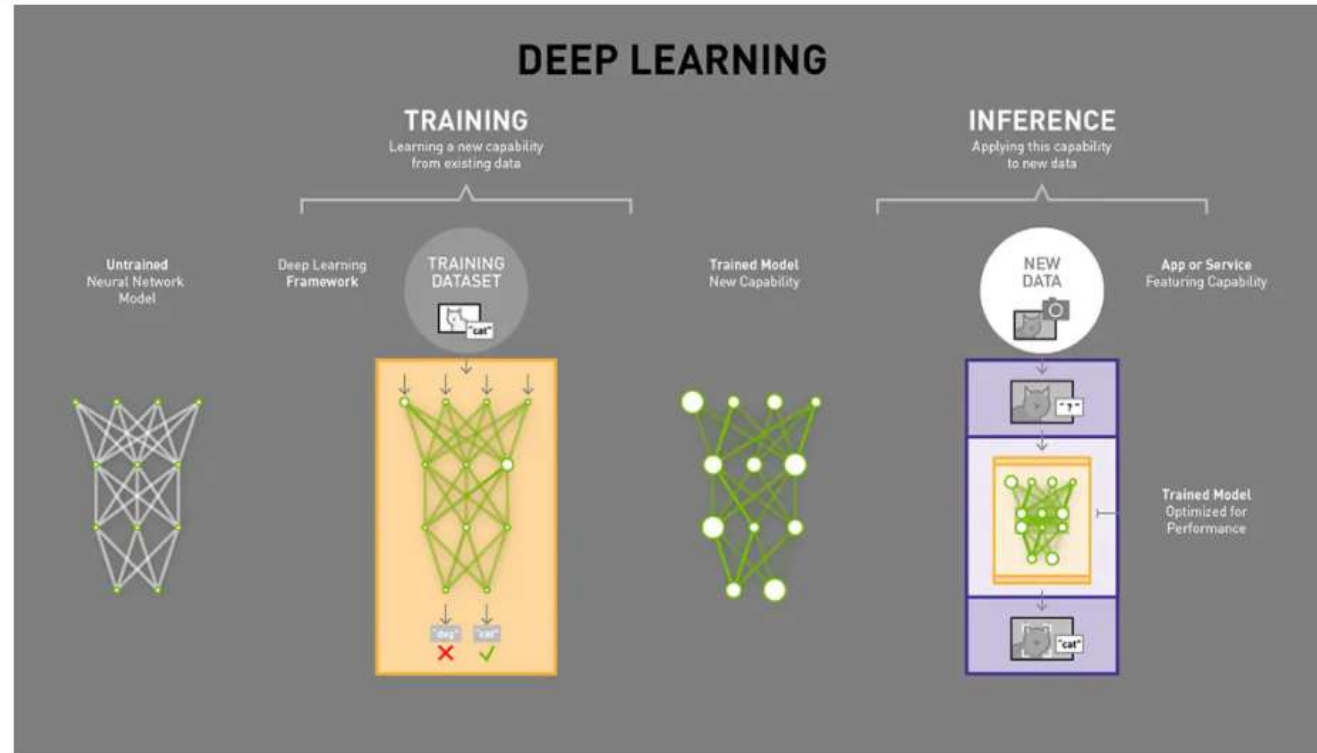 DEEP LEARNING
TRAINING
Learning a new capability
from existing data
INFERENCE
Applying this capability
to new data
Untrained
Neural Network
Model
Deep Learning
Framework
TRAINING
DATASET
"cat"
Trained Model
New Capability
NEW
DATA
App or Service
Featuring Capability
"?"
Trained Model
Optimized for
Performance
"dog"
"cat"
"cat"